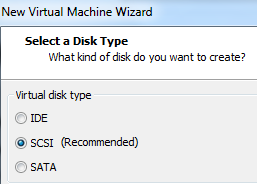 New Virtual Machine Wizard
Select a Disk Type
What kind of disk do you want to create?
Virtual disk type
IDE
SCSI (Recommended)
SATA